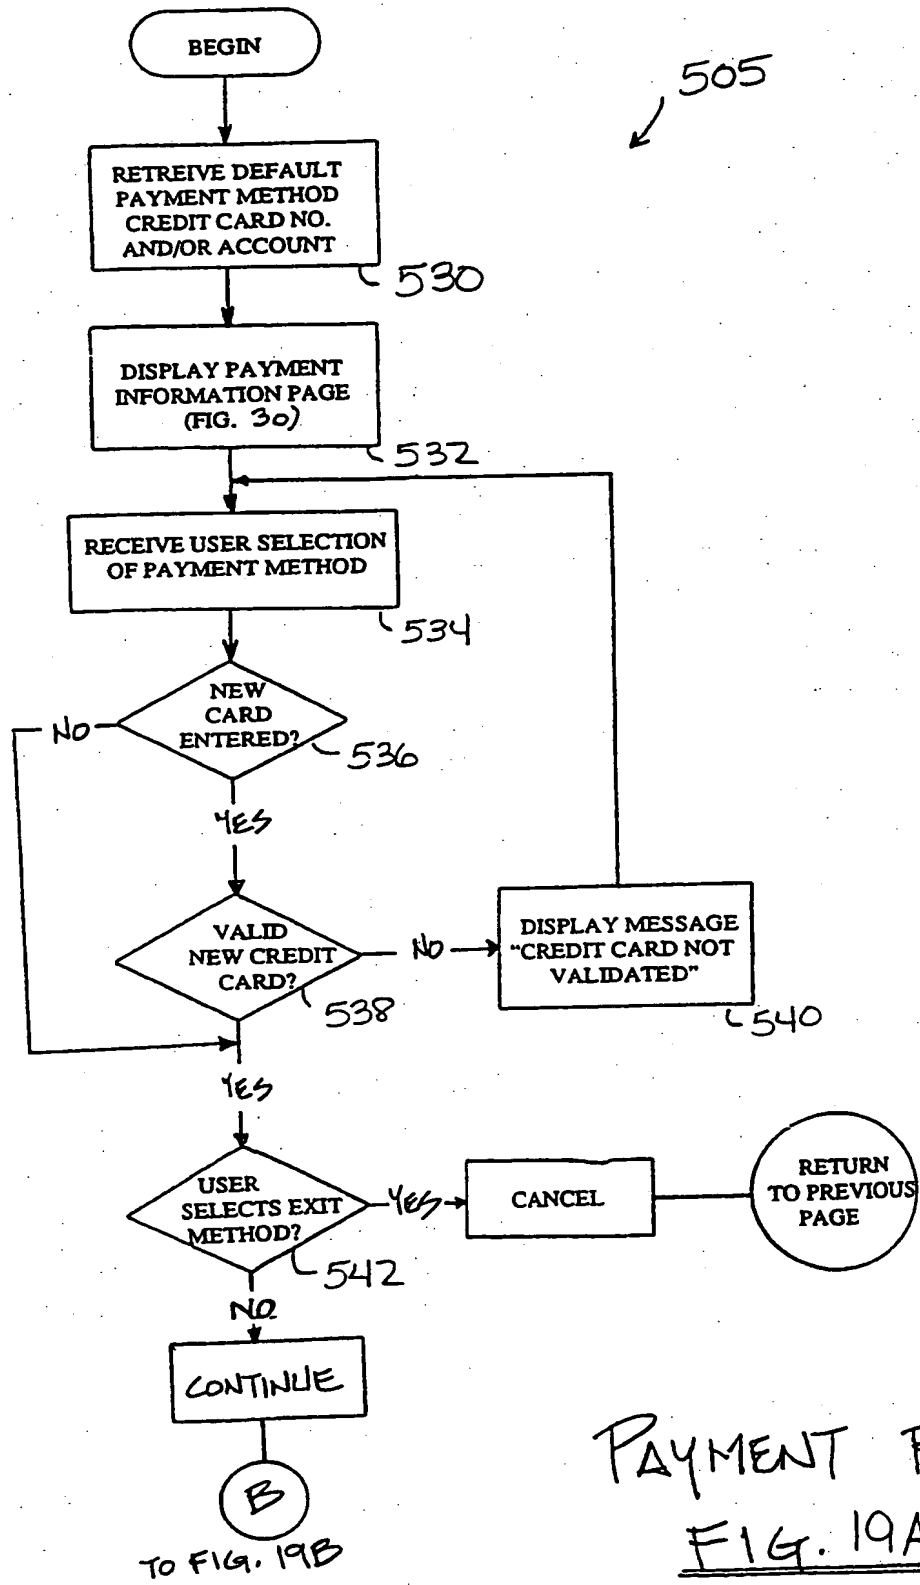 BEGIN
505
RETREIVE DEFAULT
PAYMENT METHOD
CREDIT CARD NO.
AND/OR ACCOUNT
530
DISPLAY PAYMENT
INFORMATION PAGE
(FIG. 30)
532
RECEIVE USER SELECTION
OF PAYMENT METHOD
534
NEW
CARD
ENTERED?
NO
536
YES
VALID
NEW CREDIT
CARD?
538
NO
DISPLAY MESSAGE
"CREDIT CARD NOT
VALIDATED"
540
YES
USER
SELECTS EXIT
METHOD?
542
YES
CANCEL
RETURN
TO PREVIOUS
PAGE
NO
CONTINUE
B
TO FIG. 19B
PAYMENT
FIG. 19A